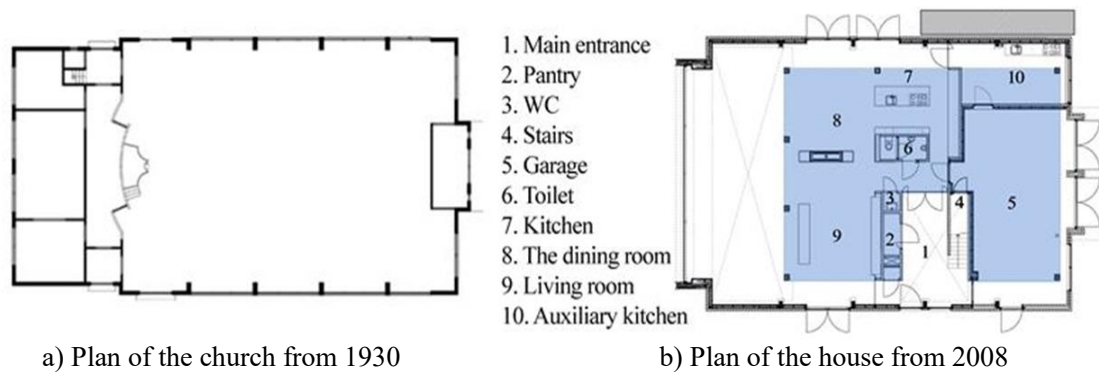 1. Main entrance
2. Pantry
3. WC
4. Stairs
5. Garage
6. Toilet
7. Kitchen
8. The dining room
9. Living room
10. Auxiliary kitchen
7
10
8
6
3
4
5
9
2
1
a) Plan of the church from 1930
b) Plan of the house from 2008